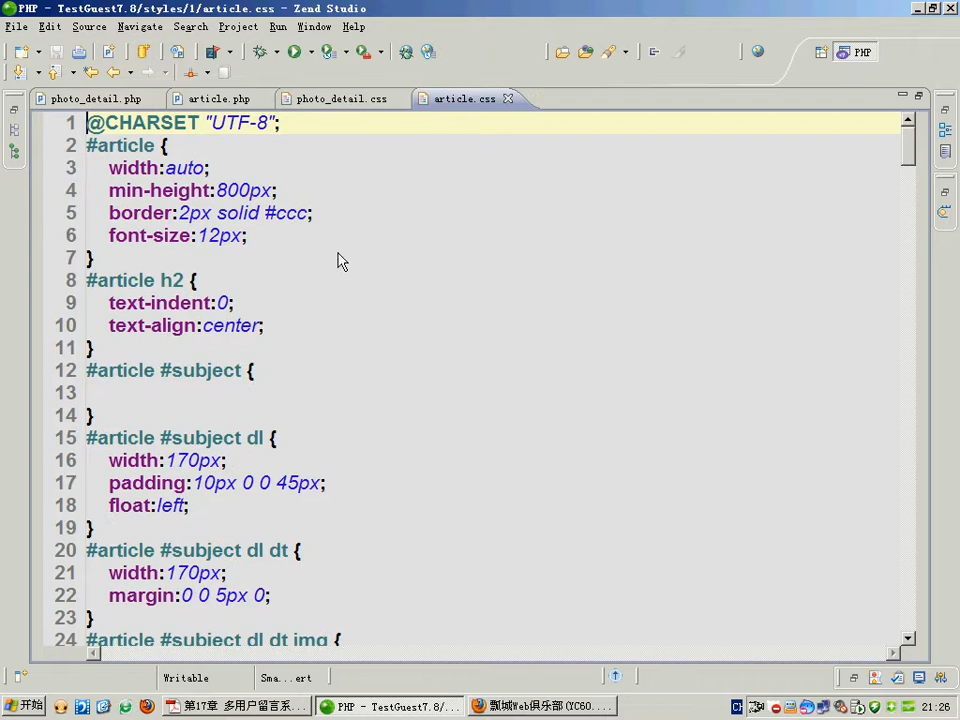 PHP - TestGuest7.8/styles/1/article.css - Zend Studio
File Edit Source Navigate Search Project Run Window Help
PHP
photo_detail.php article.php photo_detail.css article.css
1 @CHARSET "UTF-8";
2 #article {
3 width:auto;
4 min-height:800px;
5 border:2px solid #ccc;
6 font-size:12px;
7 }
8 #article h2 {
9 text-indent:0;
10 text-align:center;
11 }
12 #article #subject {
13
14 }
15 #article #subject dl {
16 width:170px;
17 padding:10px 0 0 45px;
18 float:left;
19 }
20 #article #subject dl dt {
21 width:170px;
22 margin:0 0 5px 0;
23 }
24 #article #subject dl dt img {
Writable Sma...ert
开始 第17章 多用户留言系... PHP - TestGuest7.8/... 瓢城Web俱乐部(YC60... CH 21:26